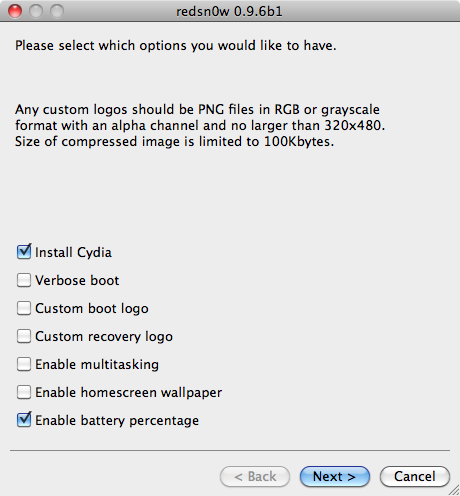 redsn0w 0.9.6b1
Please select which options you would like to have.
Any custom logos should be PNG files in RGB or grayscale
format with an alpha channel and no larger than 320x480.
Size of compressed image is limited to 100Kbytes.
Install Cydia
Verbose boot
Custom boot logo
Custom recovery logo
Enable multitasking
Enable homescreen wallpaper
Enable battery percentage
< Back Next > Cancel